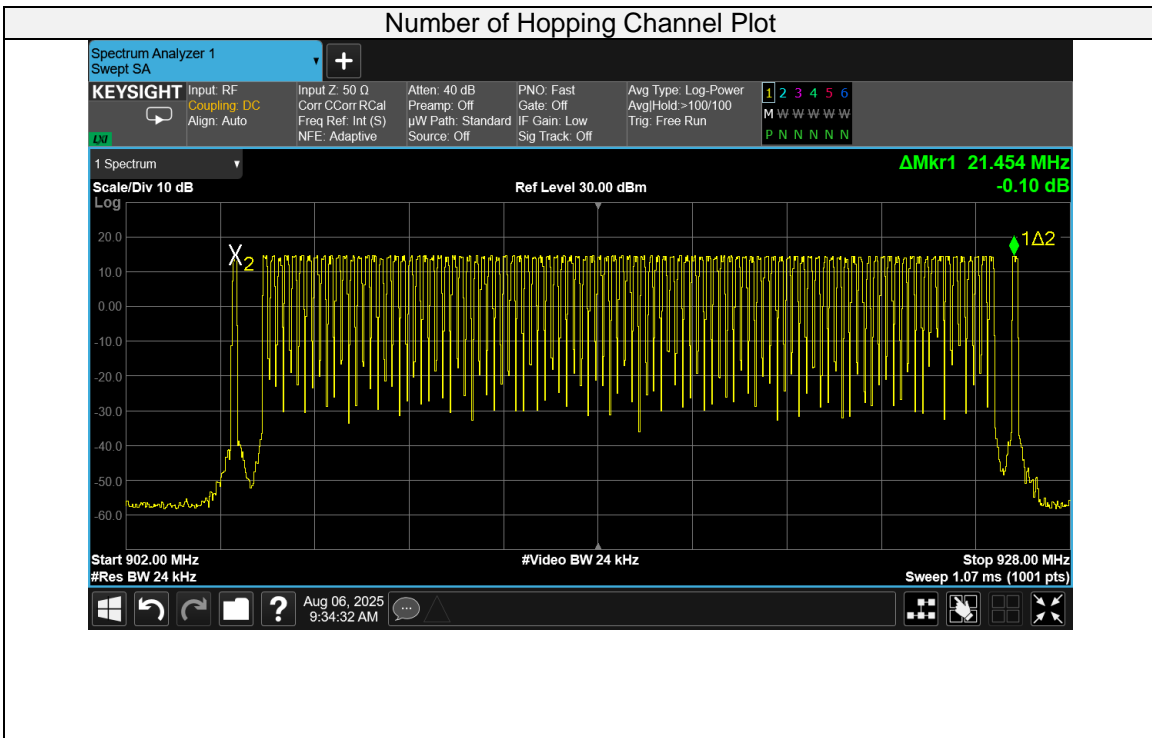 Number of Hopping Channel Plot
Spectrum Analyzer 1
Swept SA
KEYSIGHT
LXI
Input: RF
Coupling: DC
Align: Auto
Input Z: 50 Ω
Corr CCorr RCal
Freq Ref: Int (S)
NFE: Adaptive
Atten: 40 dB
Preamp: Off
µW Path: Standard
Source: Off
PNO: Fast
Gate: Off
IF Gain: Low
Sig Track: Off
Avg Type: Log-Power
Avg|Hold:>100/100
Trig: Free Run
1 2 3 4 5 6
M W W W W W
P N N N N N
1 Spectrum
ΔMkr1 21.454 MHz
-0.10 dB
Scale/Div 10 dB
Ref Level 30.00 dBm
Log
20.0
10.0
0.00
-10.0
-20.0
-30.0
-40.0
-50.0
-60.0
X2
1Δ2
Start 902.00 MHz
#Video BW 24 kHz
Stop 928.00 MHz
#Res BW 24 kHz
Sweep 1.07 ms (1001 pts)
Aug 06, 2025
9:34:32 AM